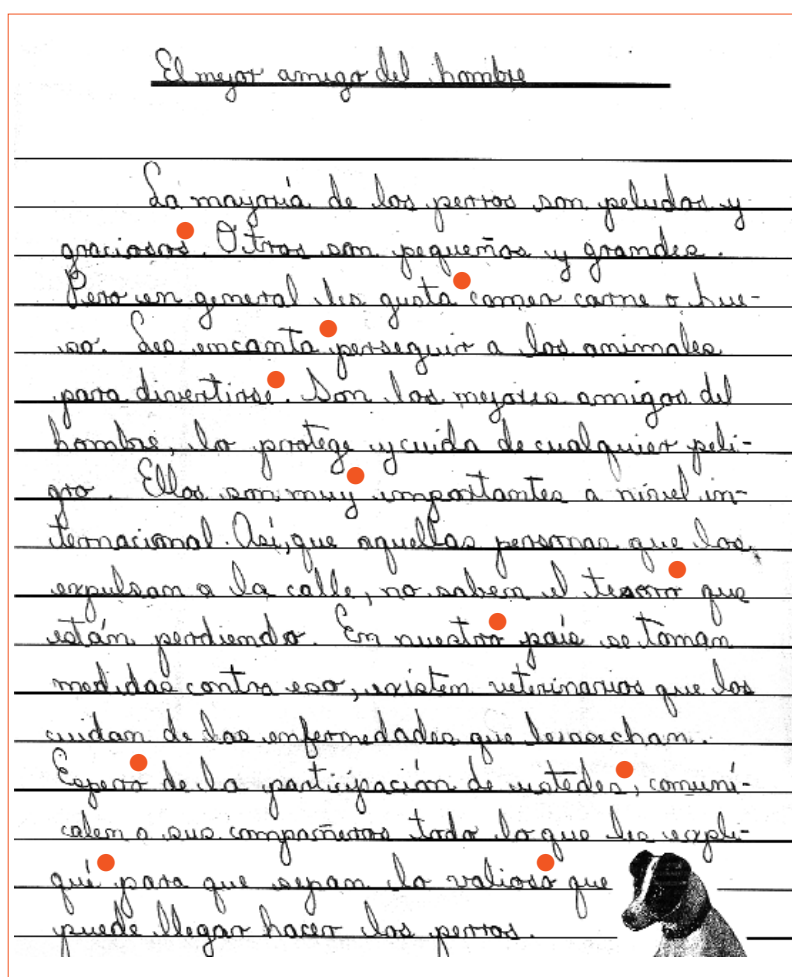 El mejor amigo del hombre
La mayoría de los perros son peludos y
graciosos. Otros son pequeños y grandes.
Pero en general les gusta comer carne o hue-
so. Les encanta perseguir a los animales
para divertirse. Son los mejores amigos del
hombre, lo protege y cuida de cualquier peli-
gro. Ellos son muy importantes a nivel in-
ternacional. Así, que aquellas personas que los
expulsan a la calle, no saben el tesoro que
están perdiendo. En nuestro país se toman
medidas contra eso, existen veterinarios que los
cuidan de las enfermedades que lesasechan.
Espero de la participación de ustedes, comuní-
calen a sus compañeros todo lo que les expli-
qué para que sepan lo valioso que
puede llegar hacer los perros.